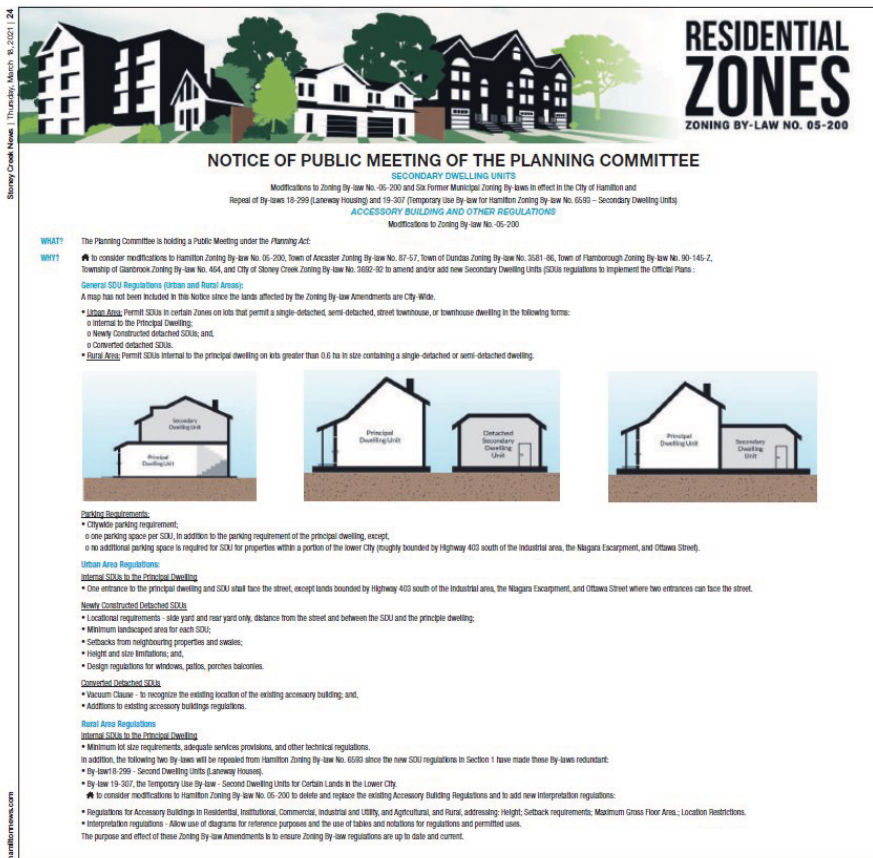 Stoney Creek News | Thursday, March 18, 2021 | 24
RESIDENTIAL
ZONES
ZONING BY-LAW NO. 05-200
NOTICE OF PUBLIC MEETING OF THE PLANNING COMMITTEE
SECONDARY DWELLING UNITS
Modifications to Zoning By-law No.-05-200 and Six Former Municipal Zoning By-laws in effect in the City of Hamilton and
Repeal of By-laws 18-299 (Laneway Housing) and 19-307 (Temporary Use By-law for Hamilton Zoning By-law No. 6593 – Secondary Dwelling Units)
ACCESSORY BUILDING AND OTHER REGULATIONS
Modifications to Zoning By-law No.-05-200
WHAT? The Planning Committee is holding a Public Meeting under the Planning Act:
WHY? to consider modifications to Hamilton Zoning By-law No. 05-200, Town of Ancaster Zoning By-law No. 87-57, Town of Dundas Zoning By-law No. 3581-86, Town of Flamborough Zoning By-law No. 90-145-Z,
Township of Glanbrook Zoning By-law No. 464, and City of Stoney Creek Zoning By-law No. 3692-92 to amend and/or add new Secondary Dwelling Units (SDUs regulations to implement the Official Plans :
General SDU Regulations (Urban and Rural Areas):
A map has not been included in this Notice since the lands affected by the Zoning By-law Amendments are City-Wide.
• Urban Area: Permit SDUs in certain Zones on lots that permit a single-detached, semi-detached, street townhouse, or townhouse dwelling in the following forms:
o Internal to the Principal Dwelling;
o Newly Constructed detached SDUs; and,
o Converted detached SDUs.
• Rural Area: Permit SDUs internal to the principal dwelling on lots greater than 0.6 ha in size containing a single-detached or semi-detached dwelling.
Secondary
Dwelling Unit
Principal
Dwelling Unit
Principal
Dwelling Unit
Detached
Secondary
Dwelling
Unit
Principal
Dwelling Unit
Secondary
Dwelling
Unit
Parking Requirements:
• Citywide parking requirement;
o one parking space per SDU, in addition to the parking requirement of the principal dwelling, except,
o no additional parking space is required for SDU for properties within a portion of the lower City (roughly bounded by Highway 403 south of the industrial area, the Niagara Escarpment, and Ottawa Street).
Urban Area Regulations:
Internal SDUs to the Principal Dwelling
• One entrance to the principal dwelling and SDU shall face the street, except lands bounded by Highway 403 south of the industrial area, the Niagara Escarpment, and Ottawa Street where two entrances can face the street.
Newly Constructed Detached SDUs
• Locational requirements - side yard and rear yard only, distance from the street and between the SDU and the principle dwelling;
• Minimum landscaped area for each SDU;
• Setbacks from neighbouring properties and swales;
• Height and size limitations; and,
• Design regulations for windows, patios, porches balconies.
Converted Detached SDUs
• Vacuum Clause - to recognize the existing location of the existing accessory building; and,
• Additions to existing accessory buildings regulations.
Rural Area Regulations
Internal SDUs to the Principal Dwelling
• Minimum lot size requirements, adequate services provisions, and other technical regulations.
In addition, the following two By-laws will be repealed from Hamilton Zoning By-law No. 6593 since the new SDU regulations in Section 1 have made these By-laws redundant:
• By-law18-299 - Second Dwelling Units (Laneway Houses).
• By-law 19-307, the Temporary Use By-law - Second Dwelling Units for Certain Lands in the Lower City.
to consider modifications to Hamilton Zoning By-law No. 05-200 to delete and replace the existing Accessory Building Regulations and to add new interpretation regulations:
• Regulations for Accessory Buildings in Residential, Institutional, Commercial, Industrial and Utility, and Agricultural, and Rural, addressing: Height; Setback requirements; Maximum Gross Floor Area.; Location Restrictions.
• Interpretation regulations - Allow use of diagrams for reference purposes and the use of tables and notations for regulations and permitted uses.
The purpose and effect of these Zoning By-law Amendments is to ensure Zoning By-law regulations are up to date and current.
hamiltonnews.com